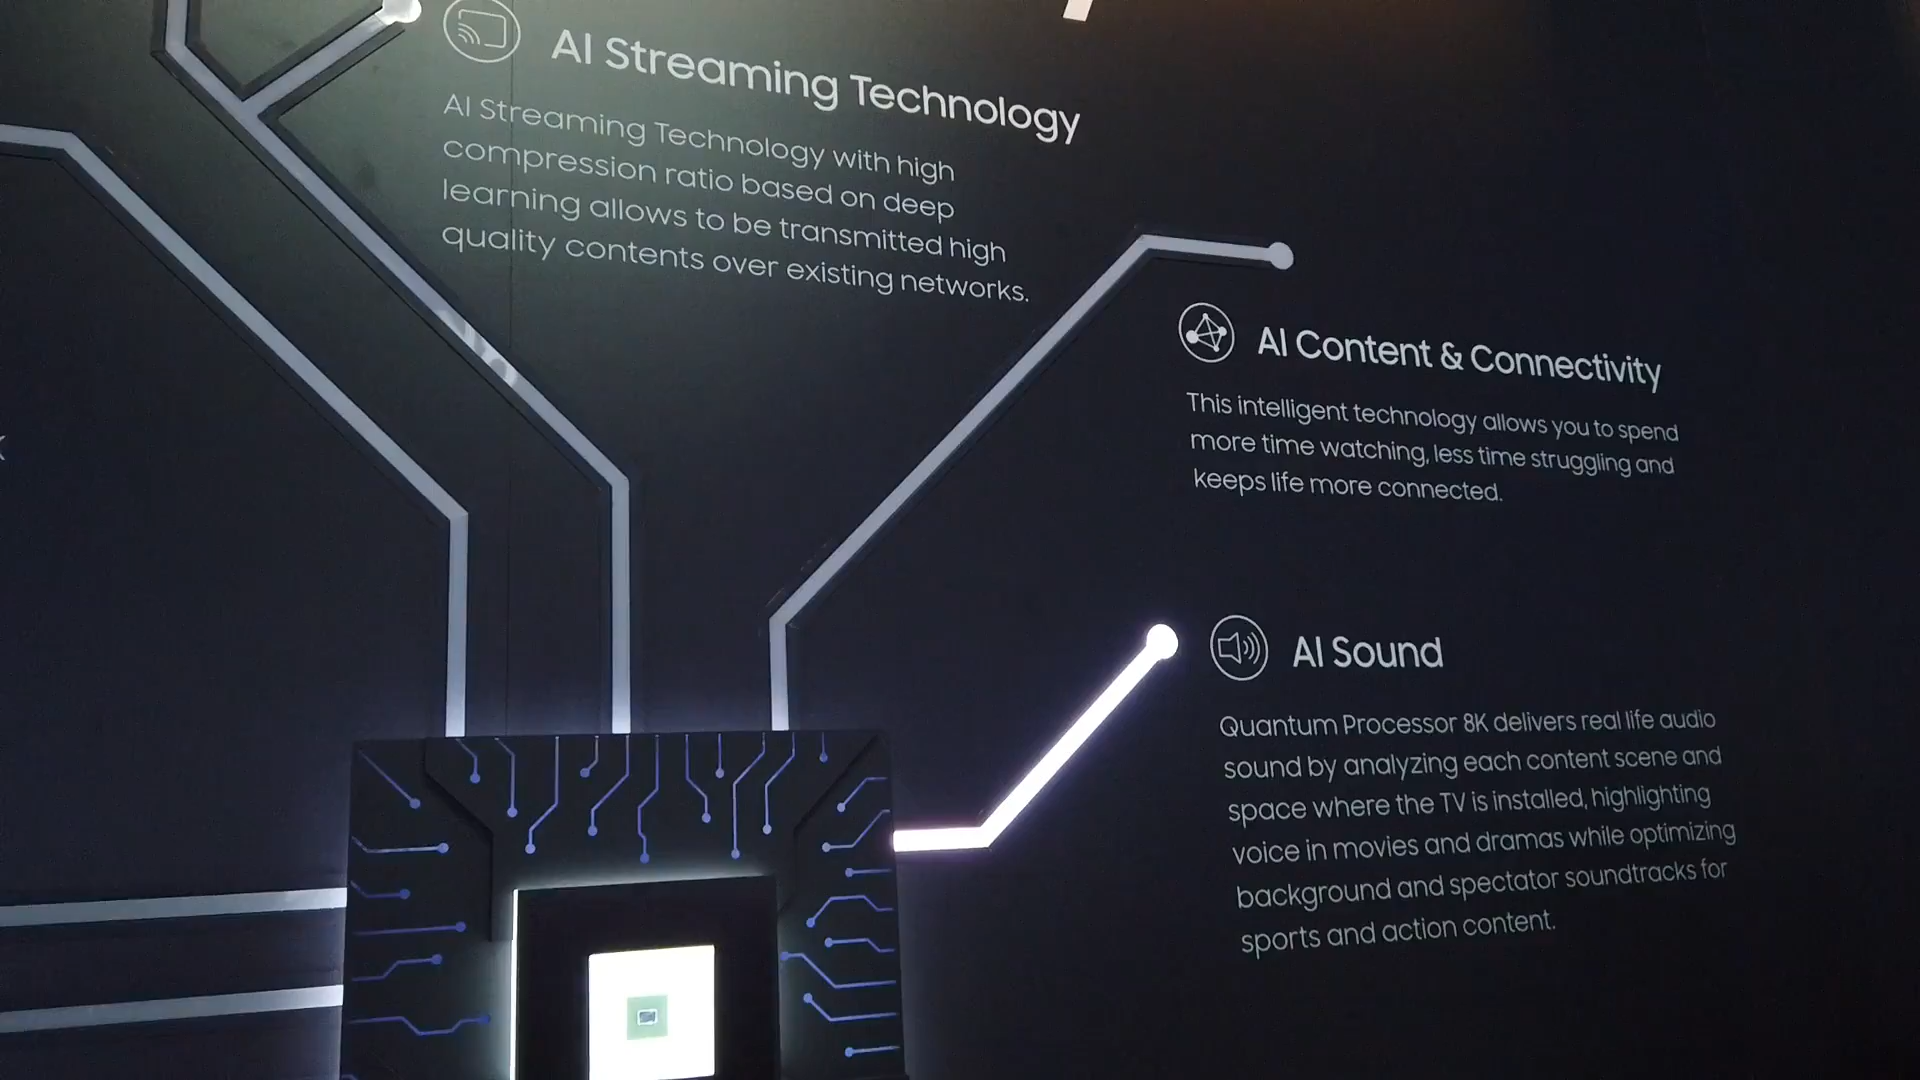 AI Streaming Technology
AI Streaming Technology with high
compression ratio based on deep
learning allows to be transmitted high
quality contents over existing networks.
AI Content & Connectivity
This intelligent technology allows you to spend
more time watching, less time struggling and
keeps life more connected.
AI Sound
Quantum Processor 8K delivers real life audio
sound by analyzing each content scene and
space where the TV is installed, highlighting
voice in movies and dramas while optimizing
background and spectator soundtracks for
sports and action content.